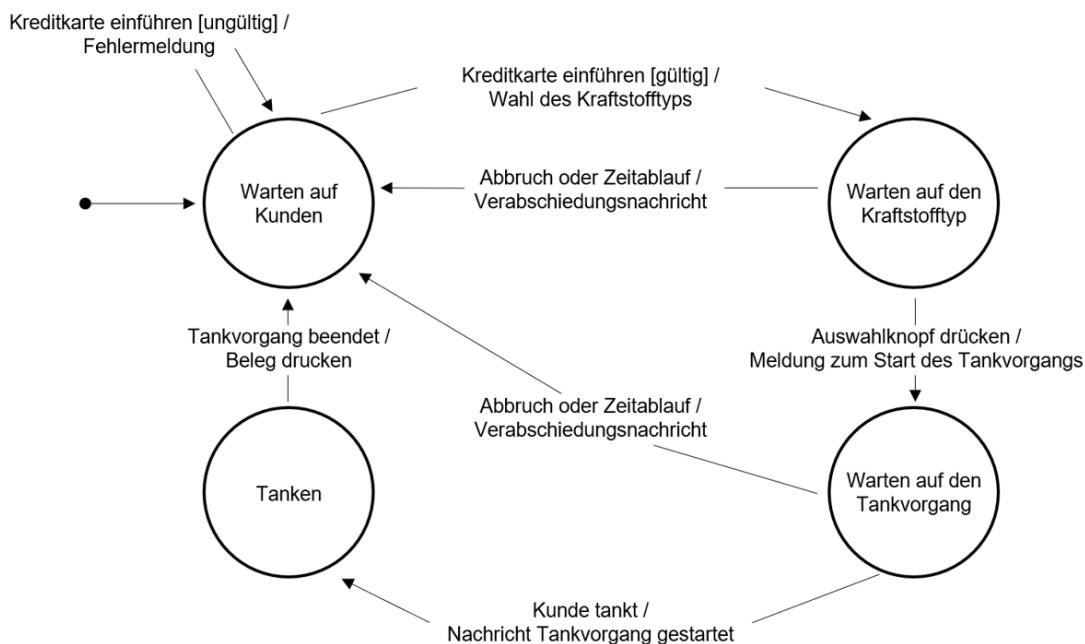 Kreditkarte einführen [ungültig] /
Fehlermeldung
Kreditkarte einführen [gültig] /
Wahl des Kraftstofftyps
Warten auf
Kunden
Abbruch oder Zeitablauf /
Verabschiedungsnachricht
Warten auf den
Kraftstofftyp
Tankvorgang beendet /
Beleg drucken
Auswahlknopf drücken /
Meldung zum Start des Tankvorgangs
Abbruch oder Zeitablauf /
Verabschiedungsnachricht
Tanken
Warten auf den
Tankvorgang
Kunde tankt /
Nachricht Tankvorgang gestartet